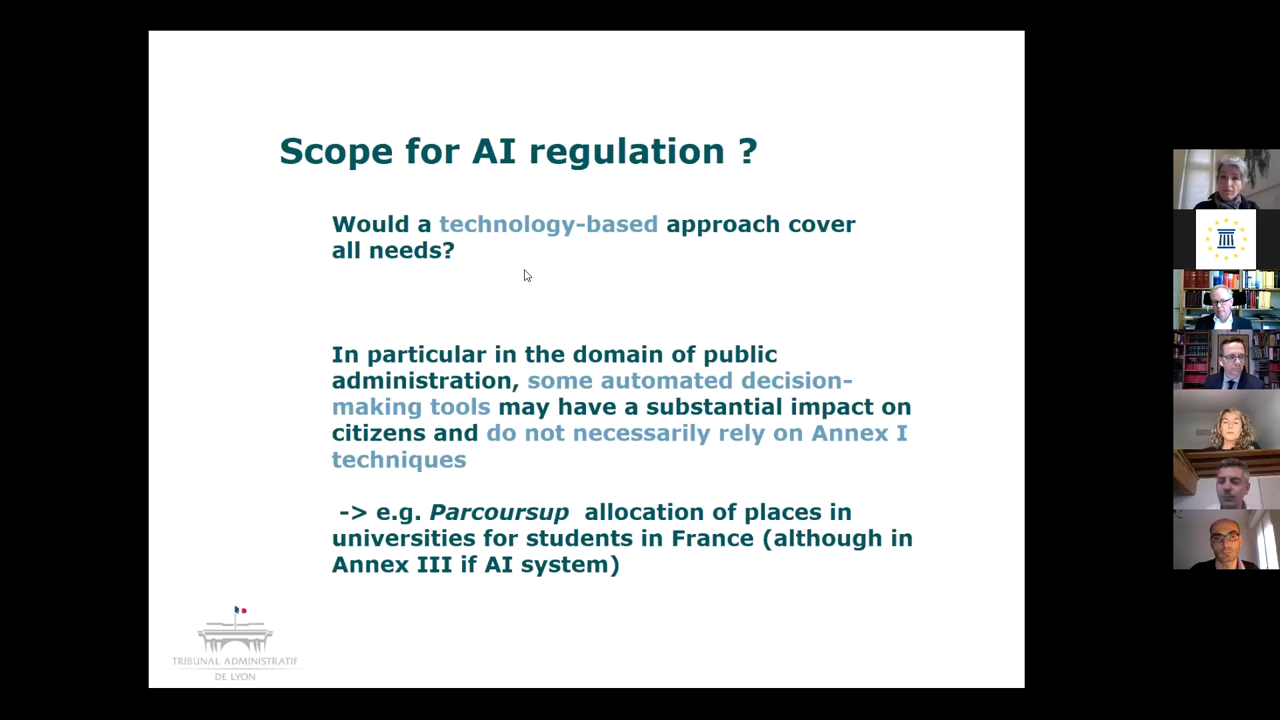 Scope for AI regulation ?
Would a technology-based approach cover
all needs?
In particular in the domain of public
administration, some automated decision-
making tools may have a substantial impact on
citizens and do not necessarily rely on Annex I
techniques
-> e.g. Parcoursup allocation of places in
universities for students in France (although in
Annex III if AI system)
TRIBUNAL ADMINISTRATIF
DE LYON